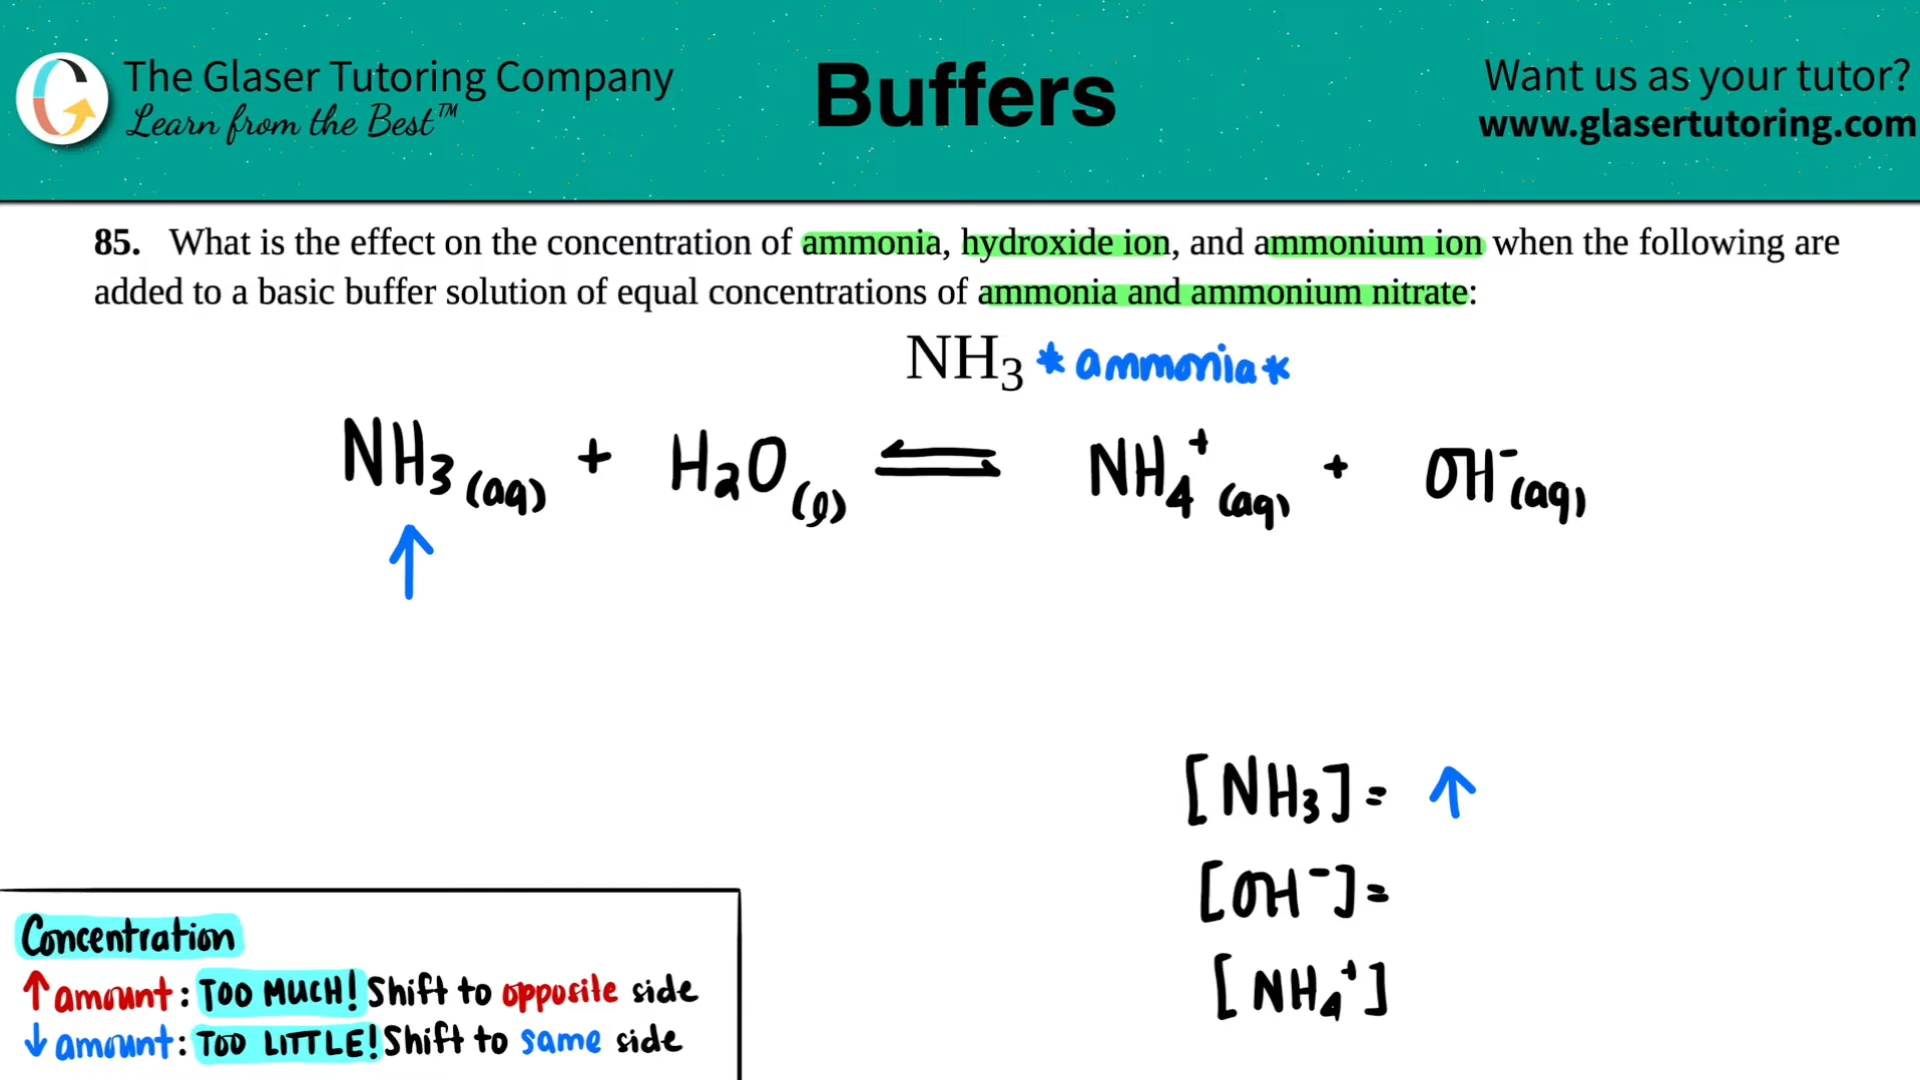 The Glaser Tutoring Company
Learn from the Best™
Buffers
Want us as your tutor?
www.glasertutoring.com
85. What is the effect on the concentration of ammonia, hydroxide ion, and ammonium ion when the following are
added to a basic buffer solution of equal concentrations of ammonia and ammonium nitrate:
NH₃ *ammonia*
NH₃(aq) + H₂O(l) ⇌ NH₄⁺(aq) + OH⁻(aq)
↑
[NH₃] = ↑
[OH⁻] =
[NH₄⁺]
Concentration
↑ amount: TOO MUCH! Shift to opposite side
↓ amount: TOO LITTLE! Shift to same side